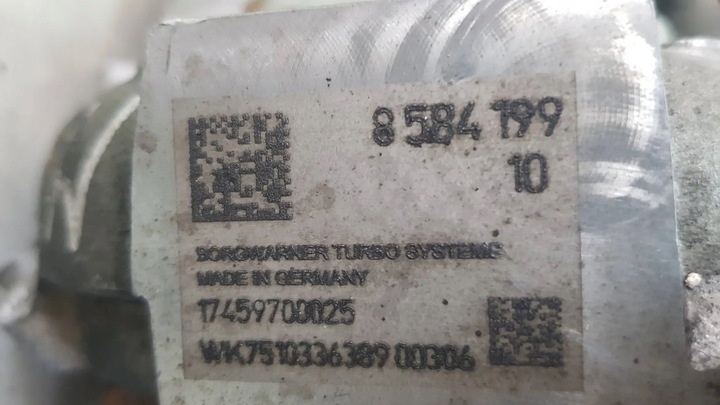 8 584 199
10
BORGWARNER TURBO SYSTEMS
MADE IN GERMANY
17459700025
WK7510336389 00306